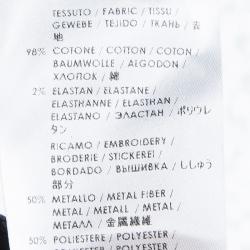 TESSUTO / FABRIC / TISSU /
GEWEBE / TEJIDO / ТКАНЬ / 表
地
98% COTONE / COTTON / COTON /
BAUMWOLLE / ALGODON /
ХЛОПОК / 綿
2% ELASTAN / ELASTANE /
ELASTHANNE / ELASTHAN /
ELASTANO / ЭЛАСТАН / ポリウレ
タン
RICAMO / EMBROIDERY /
BRODERIE / STICKEREI /
BORDADO / ВЫШИВКА / ししゅう
部分
50% METALLO / METAL FIBER /
METAL / METALL / METAL /
МЕТАЛЛ / 金属繊維
50% POLIESTERE / POLYESTER /